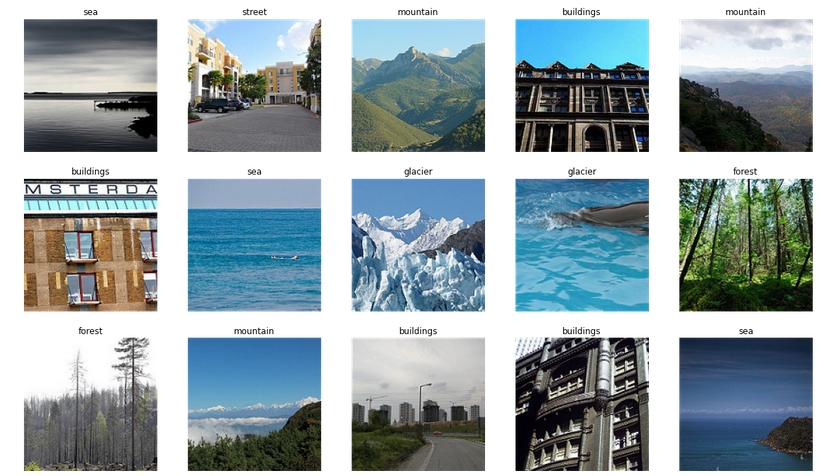 sea
street
mountain
buildings
mountain
buildings
sea
glacier
glacier
forest
MSTERDA
forest
mountain
buildings
buildings
sea